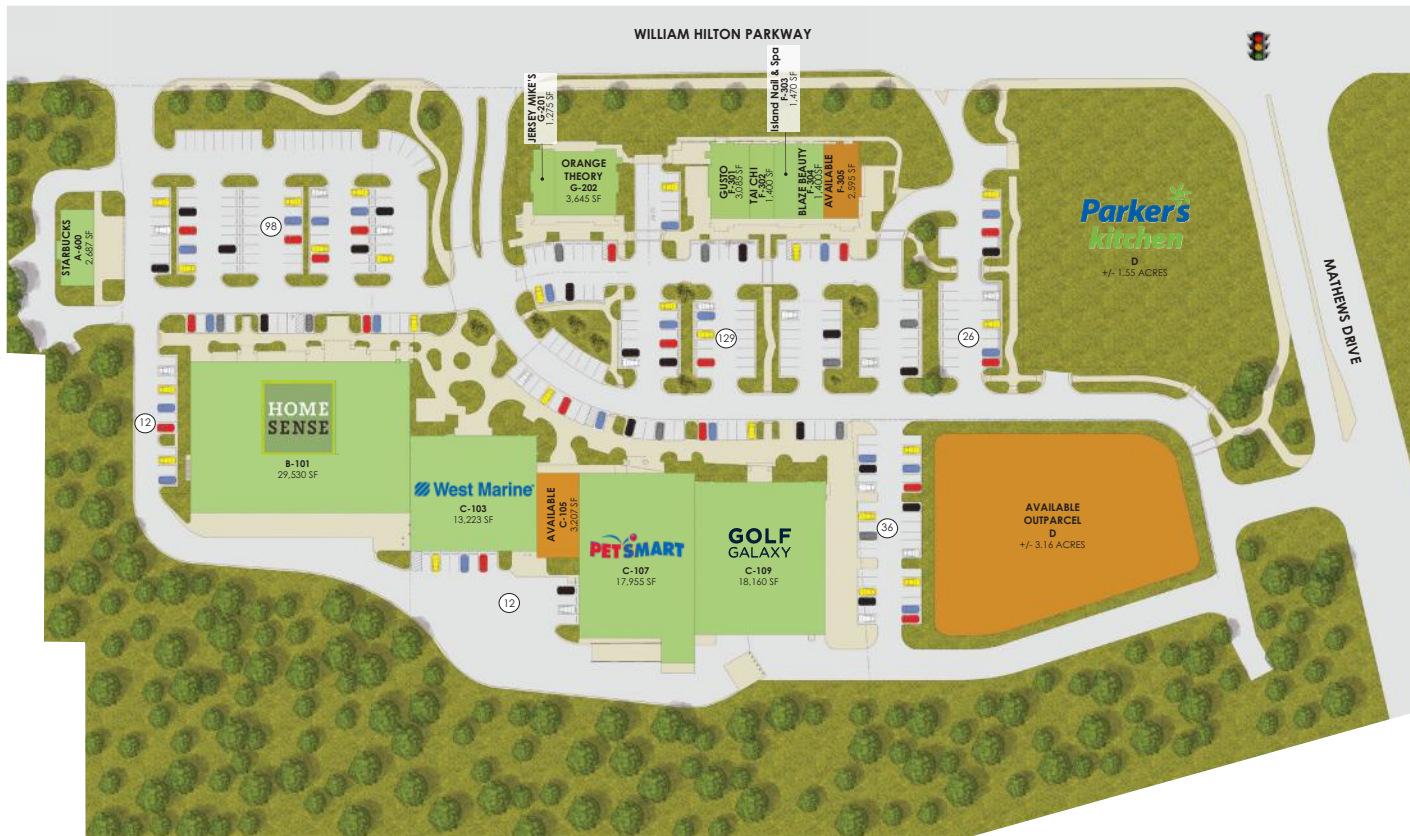 WILLIAM HILTON PARKWAY
JERSEY MIKE'S
G-201
1,275 SF
ORANGE
THEORY
G-202
3,645 SF
Island Nail & Spa
F-303
1,470 SF
GUSTO
F-301
3,085 SF
TAI CHI
F-302
1,400 SF
BLAZE BEAUTY
F-304
1,400SF
AVAILABLE
F-305
2,595 SF
Parker's
kitchen
D
+/- 1.55 ACRES
MATHEWS DRIVE
STARBUCKS
A-600
2,687 SF
98
129
26
12
HOME
SENSE
B-101
29,530 SF
West Marine
C-103
13,223 SF
AVAILABLE
C-105
3,207 SF
PETSMART
C-107
17,955 SF
GOLF
GALAXY
C-109
18,160 SF
36
12
AVAILABLE
OUTPARCEL
D
+/- 3.16 ACRES